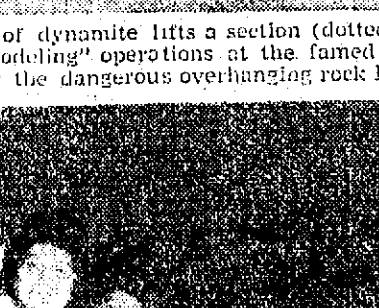 of dynamite lifts a section (dotted
odeling" operations at the famed
the dangerous overhanging rock